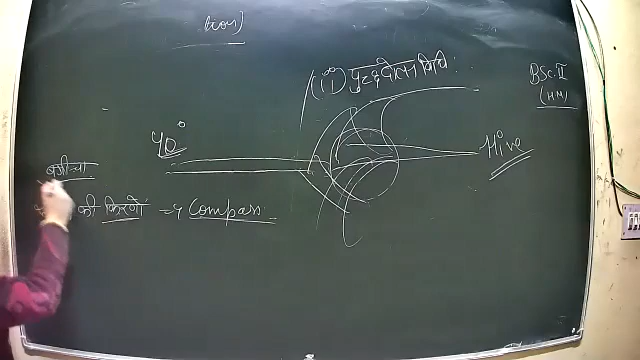 (ii) पुच्छदोलन विधि :
BSc. II
(HM)
40°
Hive
बगीचा
की किरणों => Compass